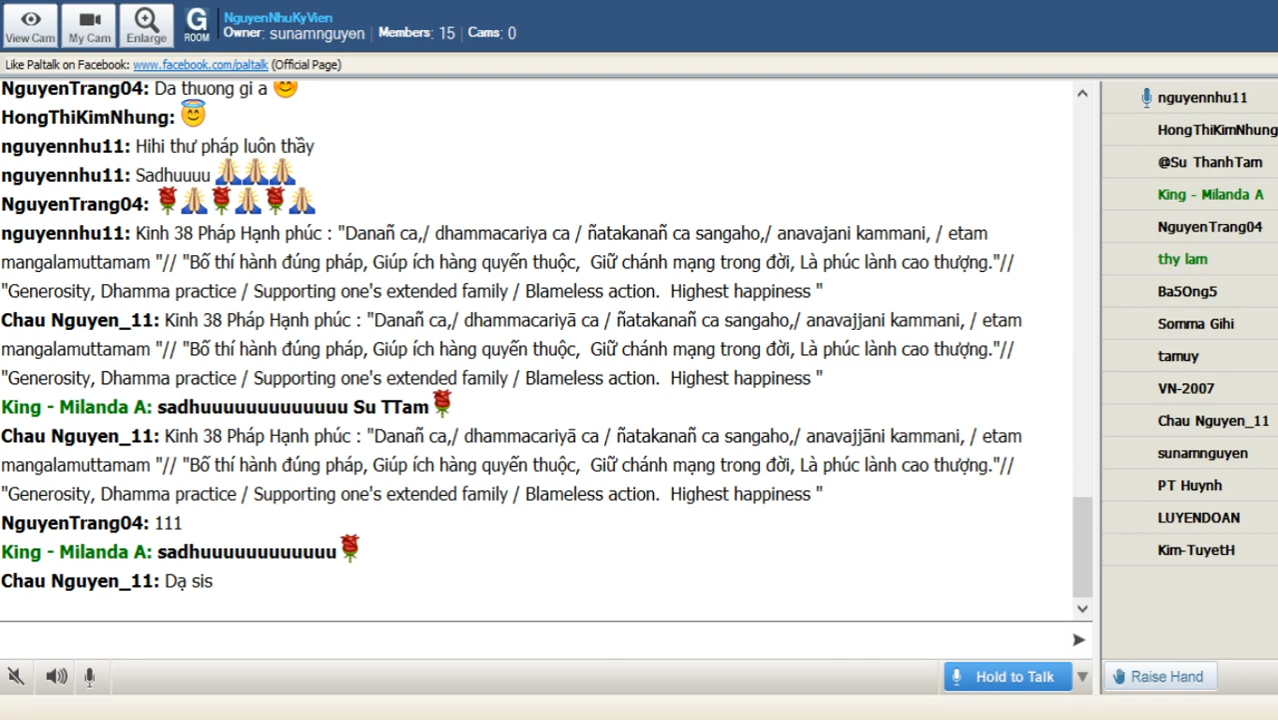 View Cam
My Cam
Enlarge
G
ROOM
NguyenNhuKyVien
Owner: sunamnguyen | Members: 15 | Cams: 0
Like Paltalk on Facebook: www.facebook.com/paltalk (Official Page)
NguyenTrang04: Da thuong gi a 😊
HongThiKimNhung: 😇
nguyennhu11: Hihi thư pháp luôn thầy
nguyennhu11: Sadhuuuu 🙏🙏🙏
NguyenTrang04: 🌹🙏🌹🙏🌹🙏
nguyennhu11: Kinh 38 Pháp Hạnh phúc : "Danañ ca,/ dhammacariya ca / ñatakanañ ca sangaho,/ anavajani kammani, / etam
mangalamuttamam "// "Bố thí hành đúng pháp, Giúp ích hàng quyến thuộc, Giữ chánh mạng trong đời, Là phúc lành cao thượng."//
"Generosity, Dhamma practice / Supporting one's extended family / Blameless action. Highest happiness "
Chau Nguyen_11: Kinh 38 Pháp Hạnh phúc : "Danañ ca,/ dhammacariyā ca / ñatakanañ ca sangaho,/ anavajjani kammani, / etam
mangalamuttamam "// "Bố thí hành đúng pháp, Giúp ích hàng quyến thuộc, Giữ chánh mạng trong đời, Là phúc lành cao thượng."//
"Generosity, Dhamma practice / Supporting one's extended family / Blameless action. Highest happiness "
King - Milanda A: sadhuuuuuuuuuuuuuu Su TTam🌹
Chau Nguyen_11: Kinh 38 Pháp Hạnh phúc : "Danañ ca,/ dhammacariyā ca / ñatakanañ ca sangaho,/ anavajjāni kammani, / etam
mangalamuttamam "// "Bố thí hành đúng pháp, Giúp ích hàng quyến thuộc, Giữ chánh mạng trong đời, Là phúc lành cao thượng."//
"Generosity, Dhamma practice / Supporting one's extended family / Blameless action. Highest happiness "
NguyenTrang04: 111
King - Milanda A: sadhuuuuuuuuuuuuu🌹
Chau Nguyen_11: Dạ sis
Hold to Talk
nguyennhu11
HongThiKimNhung
@Su ThanhTam
King - Milanda A
NguyenTrang04
thy lam
Ba5Ong5
Somma Gihi
tamuy
VN-2007
Chau Nguyen_11
sunamnguyen
PT Huynh
LUYENDOAN
Kim-TuyetH
Raise Hand